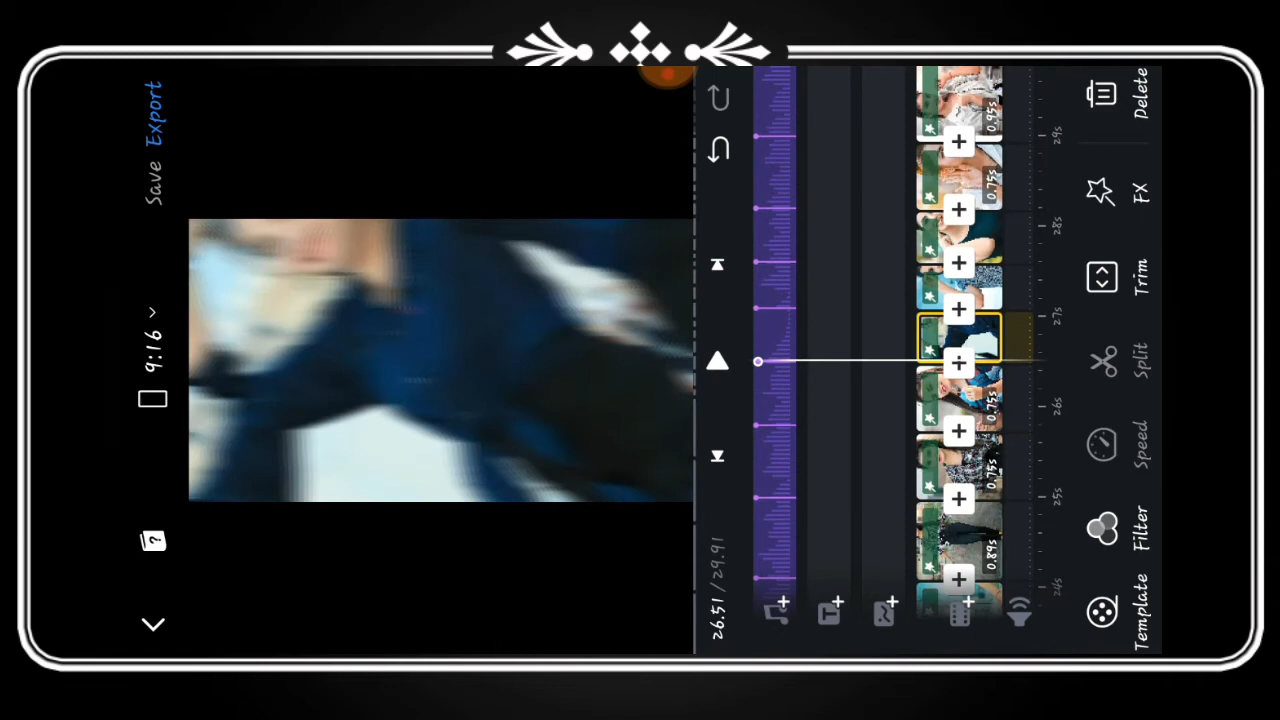 ?
9:16
Save Export
26.51 /29.91
T
0.89s
0.75s
0.75s
0.75s
0.95s
24s
25s
26s
27s
28s
29s
Template
Filter
Speed
Split
Trim
FX
Delete